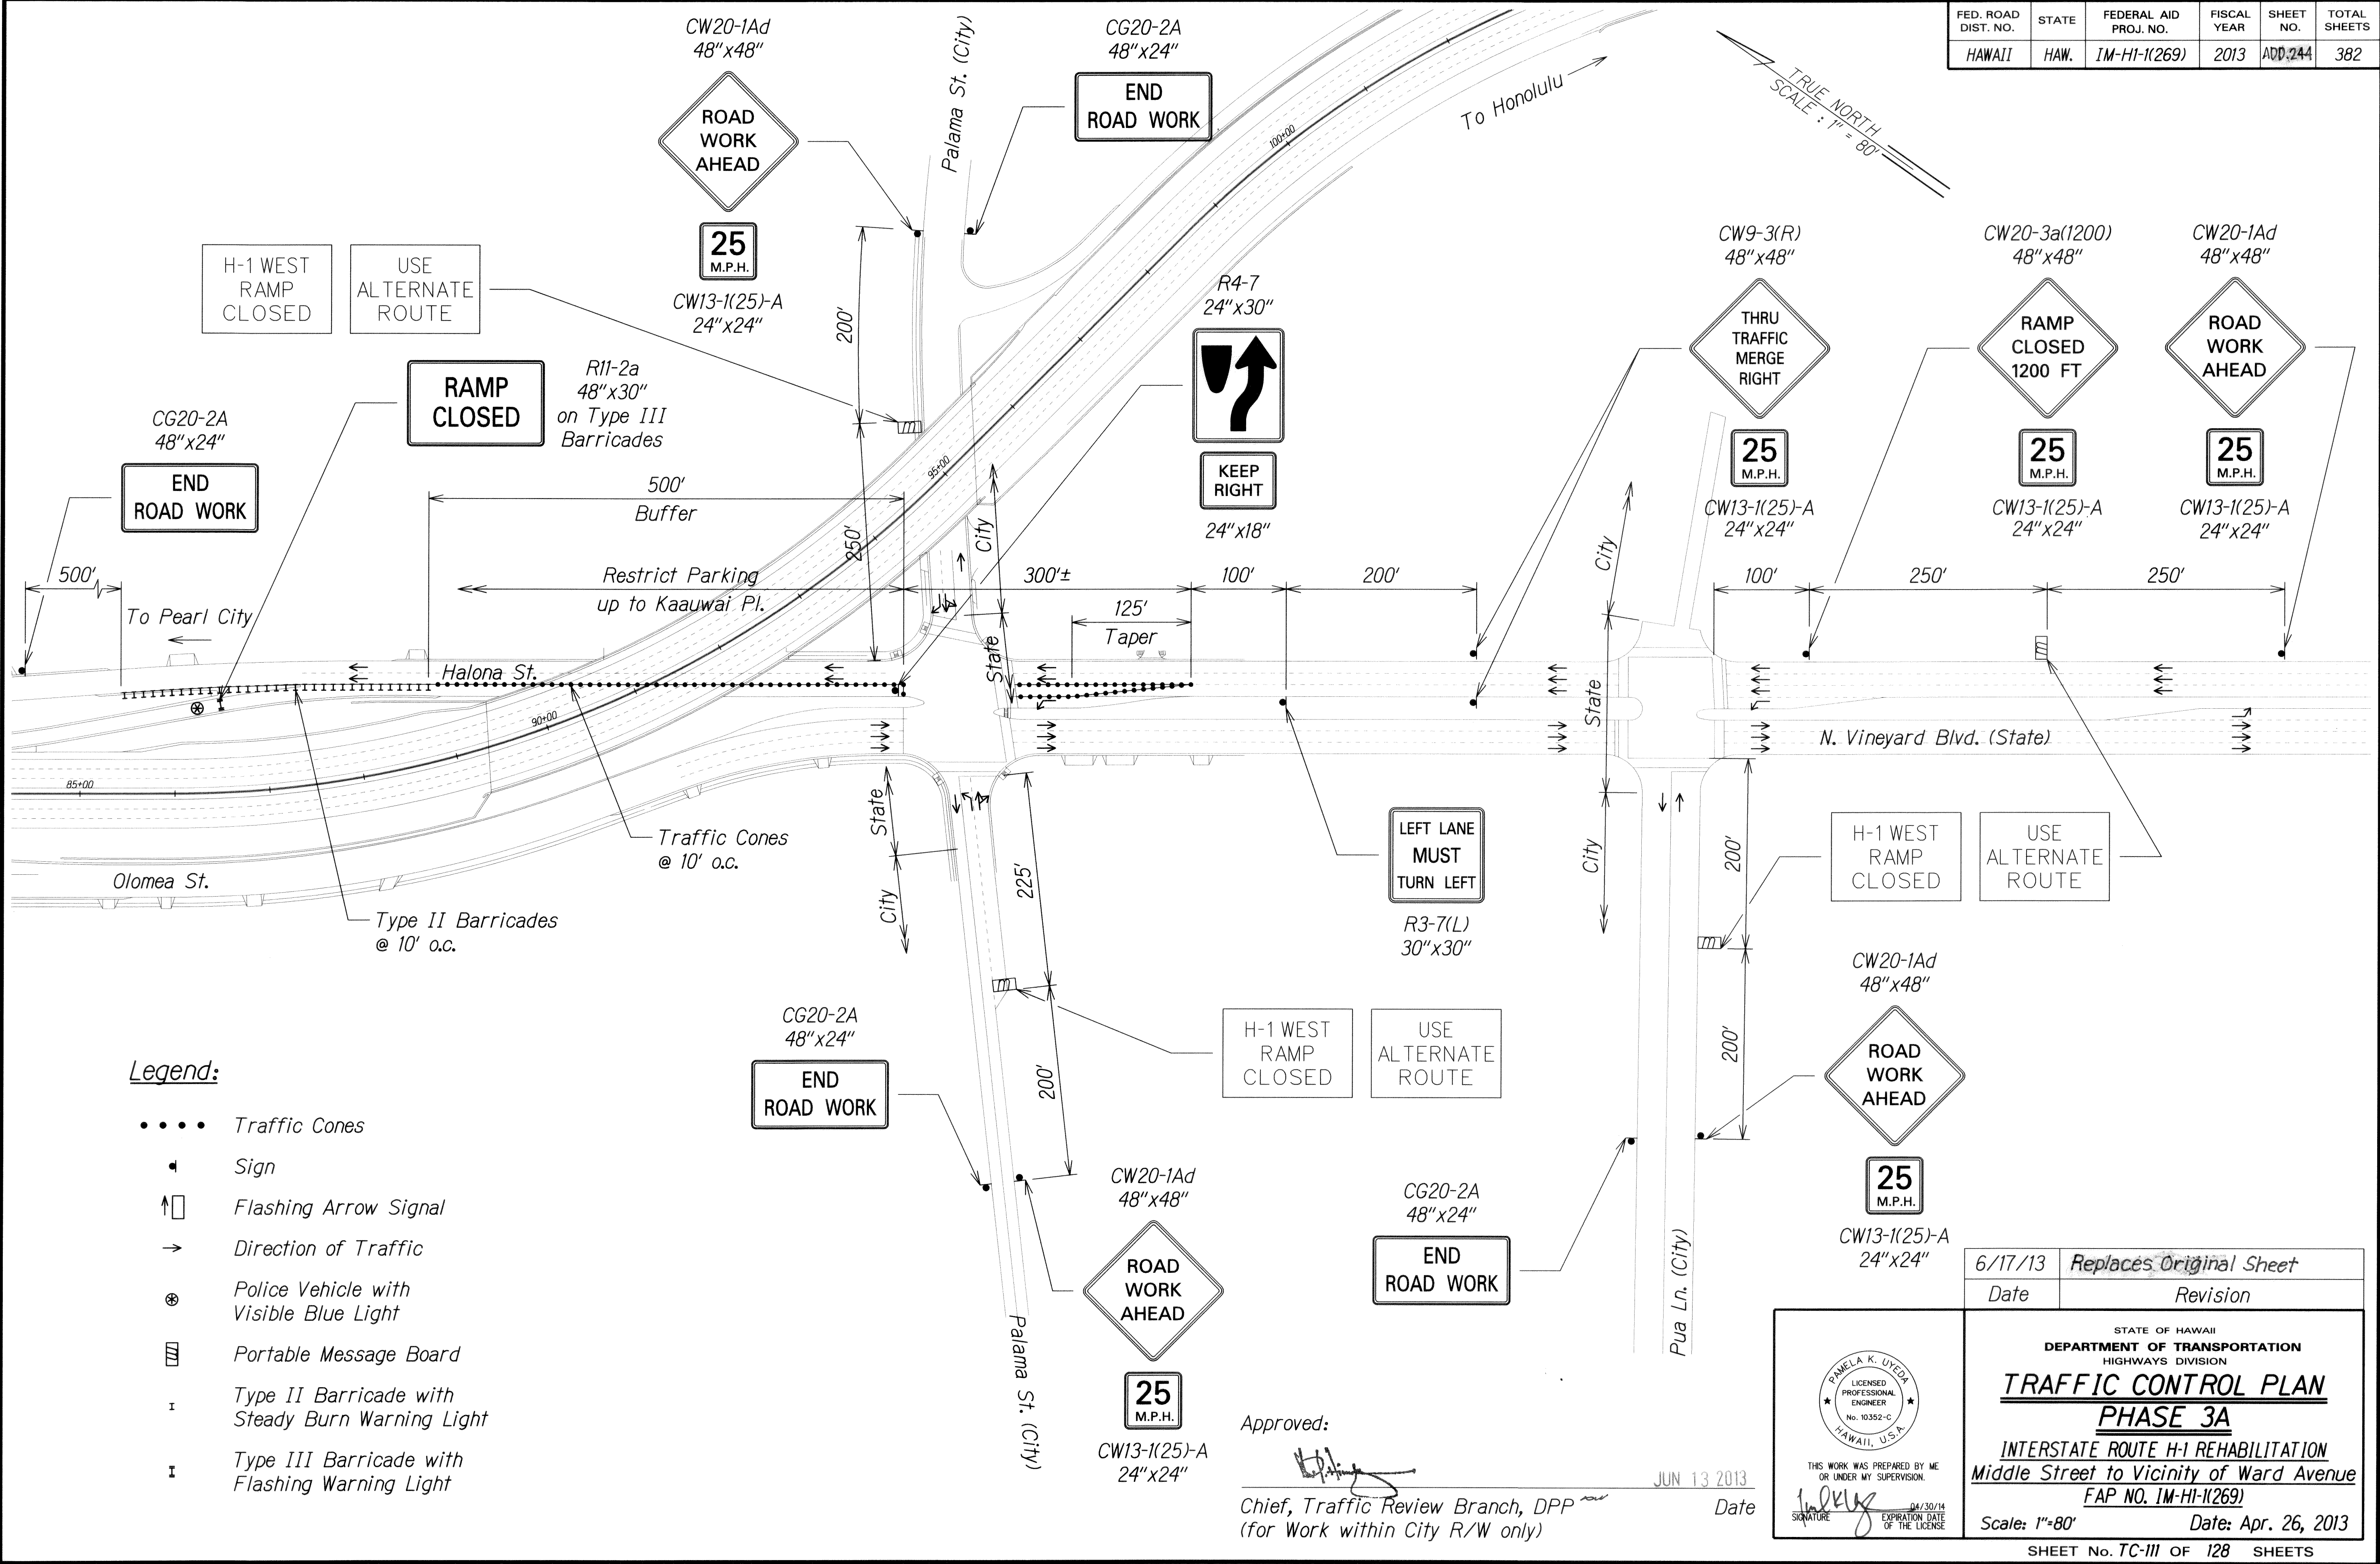 FED. ROAD DIST. NO.
STATE
FEDERAL AID PROJ. NO.
FISCAL YEAR
SHEET NO.
TOTAL SHEETS
HAWAII
HAW.
IM-H1-1(269)
2013
ADD.244
382
TRUE NORTH
SCALE : 1" = 80'
CW20-1Ad
48"x48"
ROAD
WORK
AHEAD
25
M.P.H.
CW13-1(25)-A
24"x24"
Palama St. (City)
CG20-2A
48"x24"
END
ROAD WORK
To Honolulu
100+00
H-1 WEST
RAMP
CLOSED
USE
ALTERNATE
ROUTE
RAMP
CLOSED
R11-2a
48"x30"
on Type III
Barricades
200'
250'
R4-7
24"x30"
KEEP
RIGHT
24"x18"
CW9-3(R)
48"x48"
THRU
TRAFFIC
MERGE
RIGHT
25
M.P.H.
CW13-1(25)-A
24"x24"
CW20-3a(1200)
48"x48"
RAMP
CLOSED
1200 FT
25
M.P.H.
CW13-1(25)-A
24"x24"
CW20-1Ad
48"x48"
ROAD
WORK
AHEAD
25
M.P.H.
CW13-1(25)-A
24"x24"
CG20-2A
48"x24"
END
ROAD WORK
500'
Buffer
95+00
City
State
City
State
500'
Restrict Parking
up to Kaauwai Pl.
300'±
100'
200'
100'
250'
250'
125'
Taper
To Pearl City
Halona St.
90+00
85+00
N. Vineyard Blvd. (State)
Olomea St.
Traffic Cones
@ 10' o.c.
Type II Barricades
@ 10' o.c.
State
City
City
225'
200'
LEFT LANE
MUST
TURN LEFT
R3-7(L)
30"x30"
200'
200'
H-1 WEST
RAMP
CLOSED
USE
ALTERNATE
ROUTE
CW20-1Ad
48"x48"
ROAD
WORK
AHEAD
25
M.P.H.
CW13-1(25)-A
24"x24"
CG20-2A
48"x24"
END
ROAD WORK
H-1 WEST
RAMP
CLOSED
USE
ALTERNATE
ROUTE
CW20-1Ad
48"x48"
ROAD
WORK
AHEAD
25
M.P.H.
CW13-1(25)-A
24"x24"
Palama St. (City)
CG20-2A
48"x24"
END
ROAD WORK
Pua Ln. (City)
Legend:
Traffic Cones
Sign
Flashing Arrow Signal
Direction of Traffic
Police Vehicle with
Visible Blue Light
Portable Message Board
Type II Barricade with
Steady Burn Warning Light
Type III Barricade with
Flashing Warning Light
Approved:
JUN 13 2013
Chief, Traffic Review Branch, DPP
Date
(for Work within City R/W only)
6/17/13
Replaces Original Sheet
Date
Revision
PAMELA K. UYEDA
LICENSED
PROFESSIONAL
ENGINEER
No. 10352-C
HAWAII, U.S.A.
THIS WORK WAS PREPARED BY ME
OR UNDER MY SUPERVISION.
04/30/14
SIGNATURE
EXPIRATION DATE
OF THE LICENSE
STATE OF HAWAII
DEPARTMENT OF TRANSPORTATION
HIGHWAYS DIVISION
TRAFFIC CONTROL PLAN
PHASE 3A
INTERSTATE ROUTE H-1 REHABILITATION
Middle Street to Vicinity of Ward Avenue
FAP NO. IM-H1-1(269)
Scale: 1"=80'
Date: Apr. 26, 2013
SHEET No. TC-111 OF 128 SHEETS